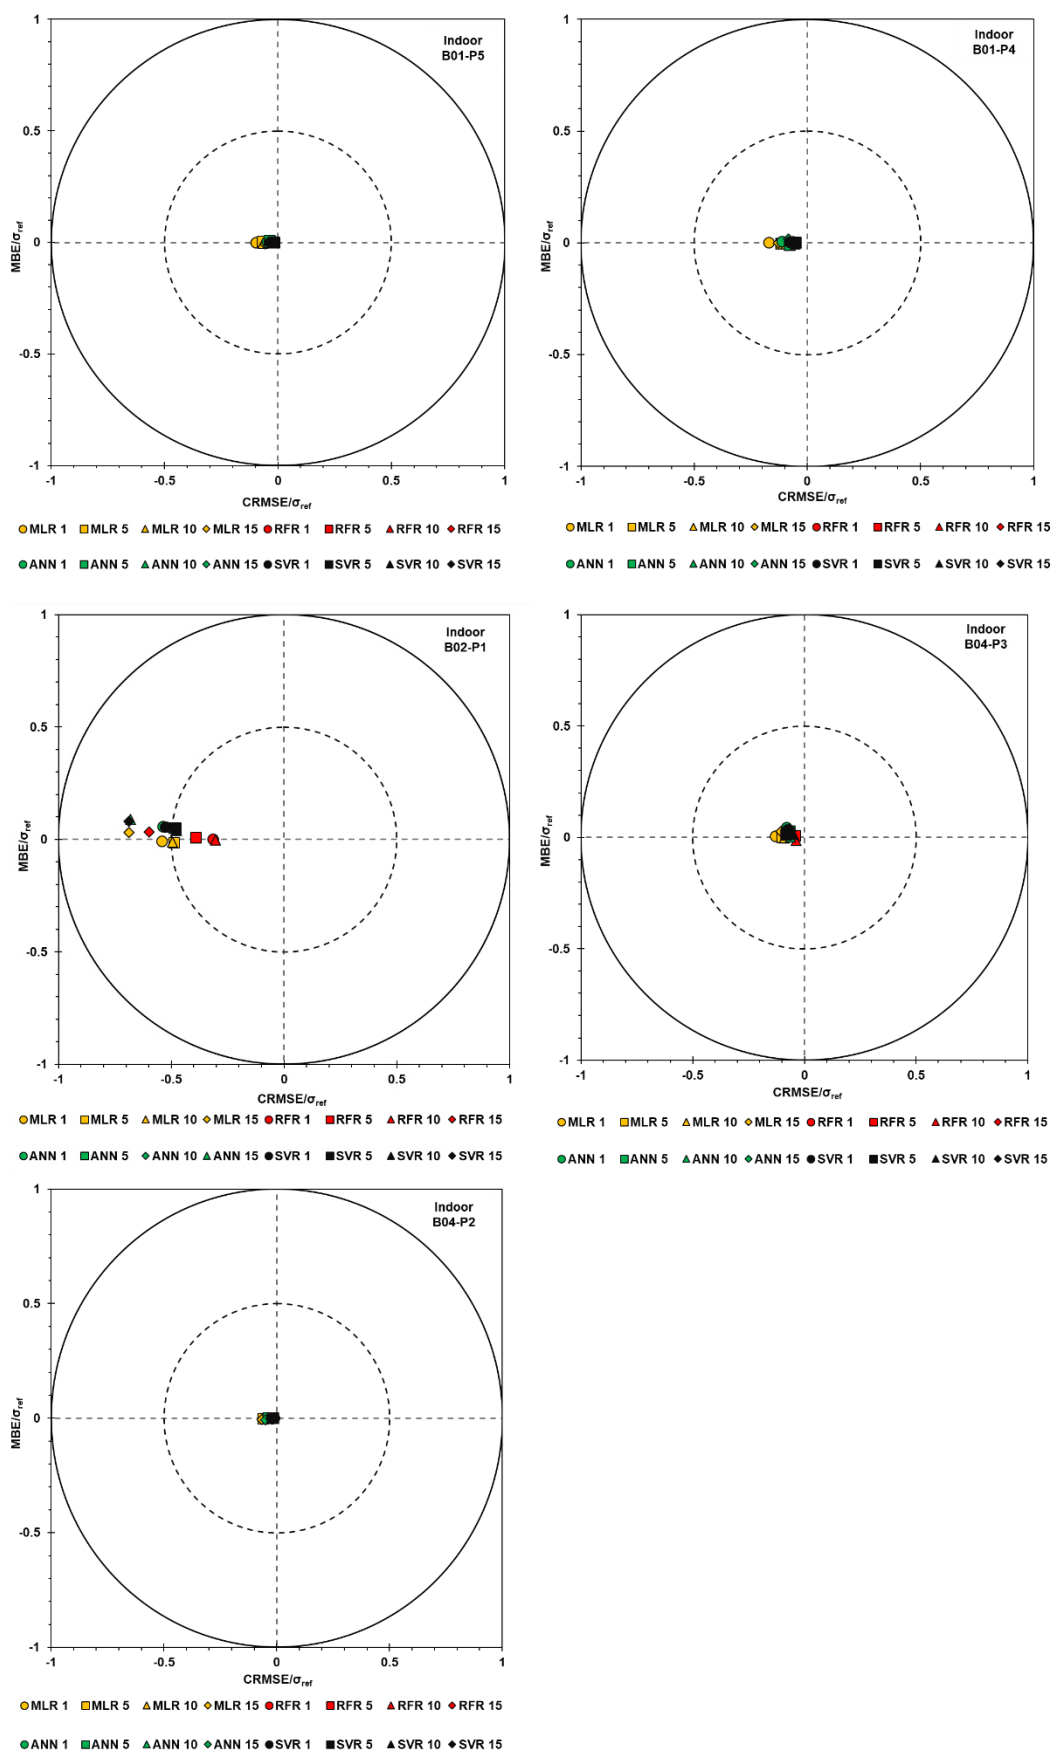 Indoor
B01-P5
1
0.5
0
-0.5
-1
MBE/σref
-1 -0.5 0 0.5 1
CRMSE/σref
MLR 1 MLR 5 MLR 10 MLR 15 RFR 1 RFR 5 RFR 10 RFR 15
ANN 1 ANN 5 ANN 10 ANN 15 SVR 1 SVR 5 SVR 10 SVR 15
Indoor
B01-P4
1
0.5
0
-0.5
-1
MBE/σref
-1 -0.5 0 0.5 1
CRMSE/σref
MLR 1 MLR 5 MLR 10 MLR 15 RFR 1 RFR 5 RFR 10 RFR 15
ANN 1 ANN 5 ANN 10 ANN 15 SVR 1 SVR 5 SVR 10 SVR 15
Indoor
B02-P1
1
0.5
0
-0.5
-1
MBE/σref
-1 -0.5 0 0.5 1
CRMSE/σref
MLR 1 MLR 5 MLR 10 MLR 15 RFR 1 RFR 5 RFR 10 RFR 15
ANN 1 ANN 5 ANN 10 ANN 15 SVR 1 SVR 5 SVR 10 SVR 15
Indoor
B04-P3
1
0.5
0
-0.5
-1
MBE/σref
-1 -0.5 0 0.5 1
CRMSE/σref
MLR 1 MLR 5 MLR 10 MLR 15 RFR 1 RFR 5 RFR 10 RFR 15
ANN 1 ANN 5 ANN 10 ANN 15 SVR 1 SVR 5 SVR 10 SVR 15
Indoor
B04-P2
1
0.5
0
-0.5
-1
MBE/σref
-1 -0.5 0 0.5 1
CRMSE/σref
MLR 1 MLR 5 MLR 10 MLR 15 RFR 1 RFR 5 RFR 10 RFR 15
ANN 1 ANN 5 ANN 10 ANN 15 SVR 1 SVR 5 SVR 10 SVR 15